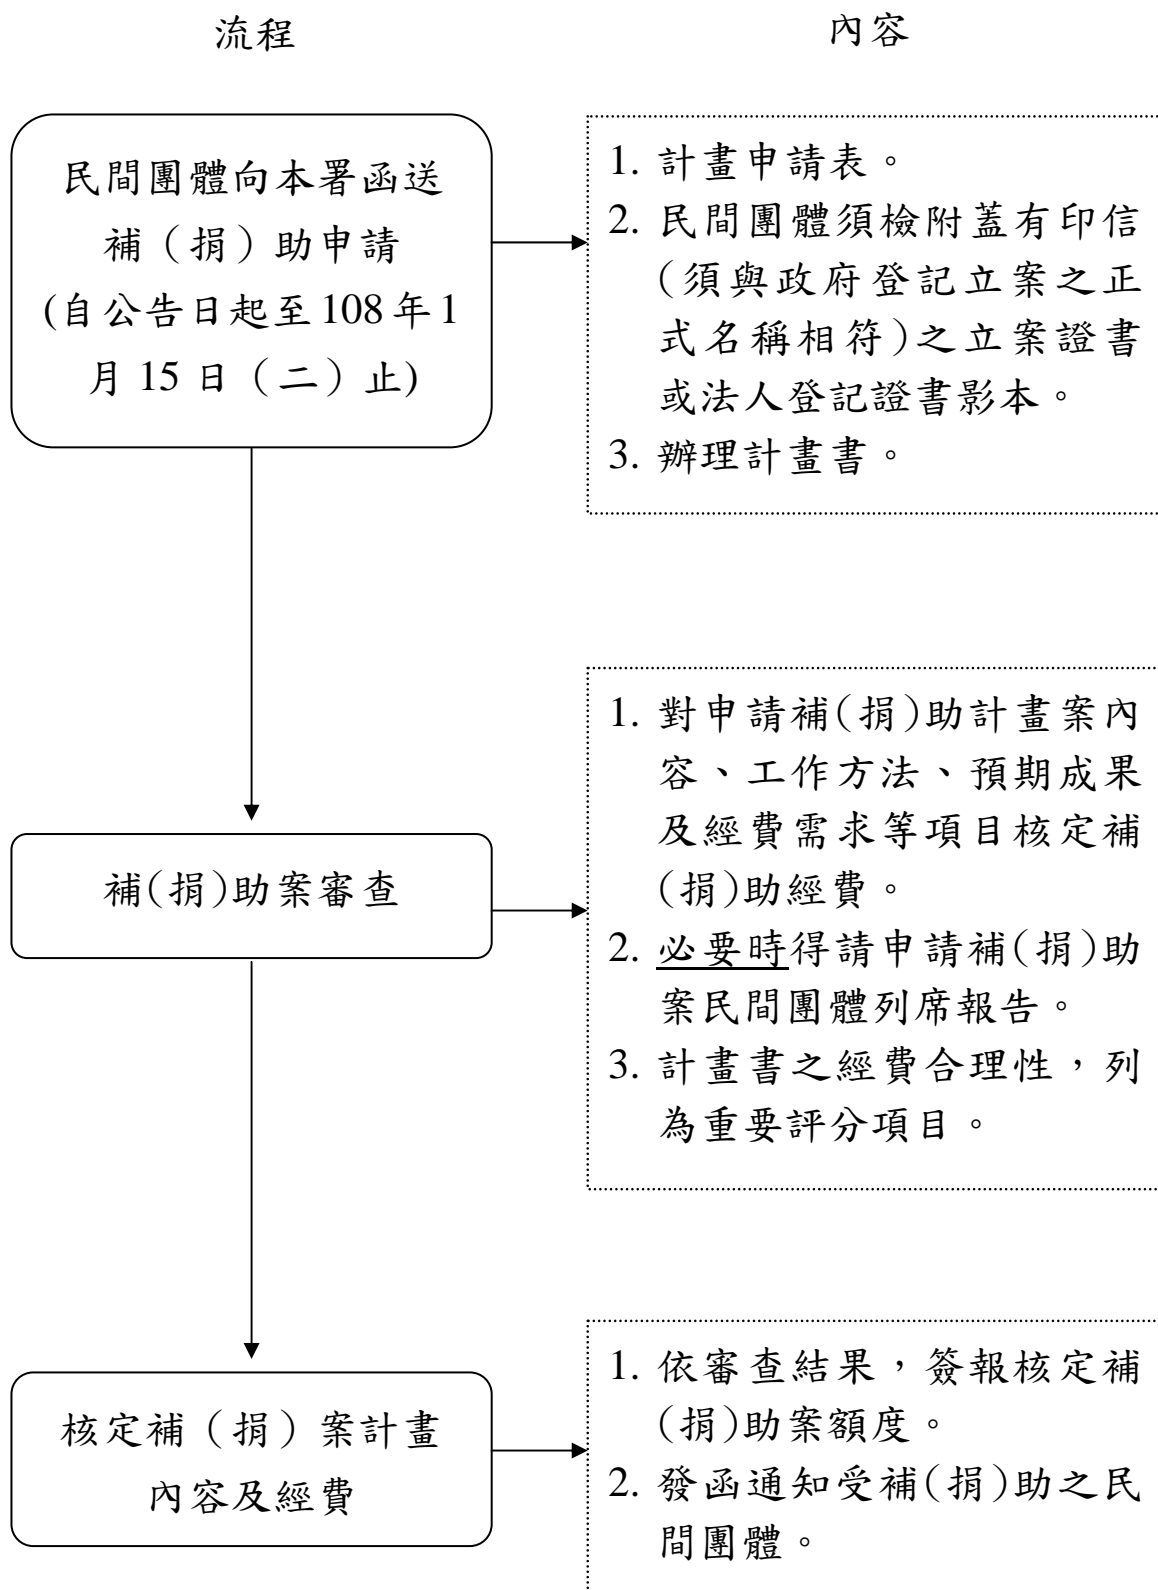 流程
內容
民間團體向本署函送
補（捐）助申請
(自公告日起至 108 年 1
月 15 日（二）止)
1. 計畫申請表。
2. 民間團體須檢附蓋有印信
(須與政府登記立案之正
式名稱相符)之立案證書
或法人登記證書影本。
3. 辦理計畫書。
補(捐)助案審查
1. 對申請補(捐)助計畫案內
容、工作方法、預期成果
及經費需求等項目核定補
(捐)助經費。
2. 必要時得請申請補(捐)助
案民間團體列席報告。
3. 計畫書之經費合理性，列
為重要評分項目。
核定補（捐）案計畫
內容及經費
1. 依審查結果，簽報核定補
(捐)助案額度。
2. 發函通知受補(捐)助之民
間團體。